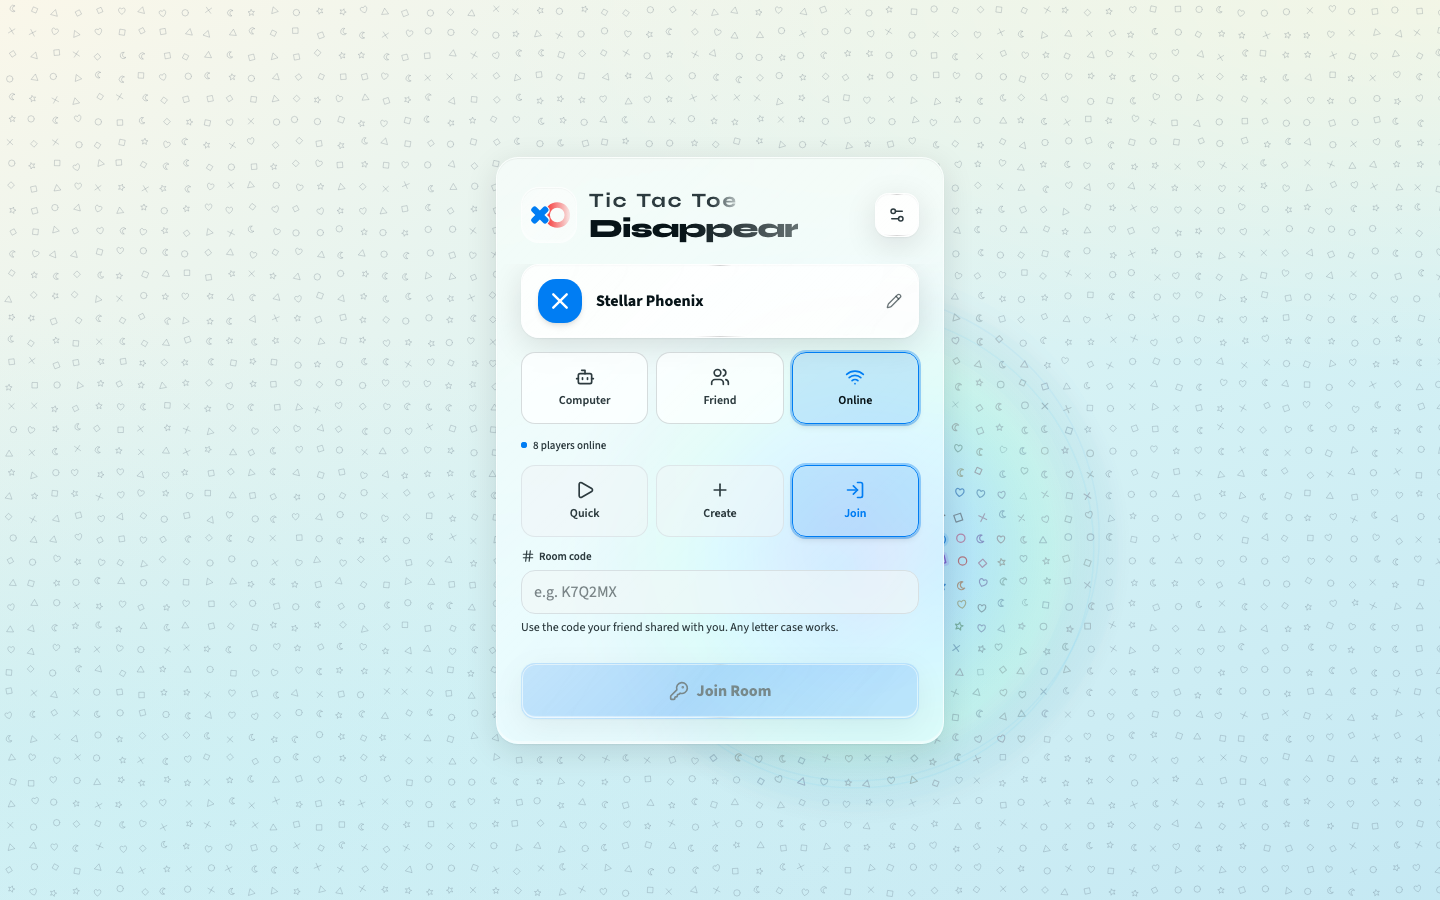 Tic Tac Toe
Disappear
Stellar Phoenix
Computer
Friend
Online
8 players online
Quick
Create
Join
Room code
e.g. K7Q2MX
Use the code your friend shared with you. Any letter case works.
Join Room